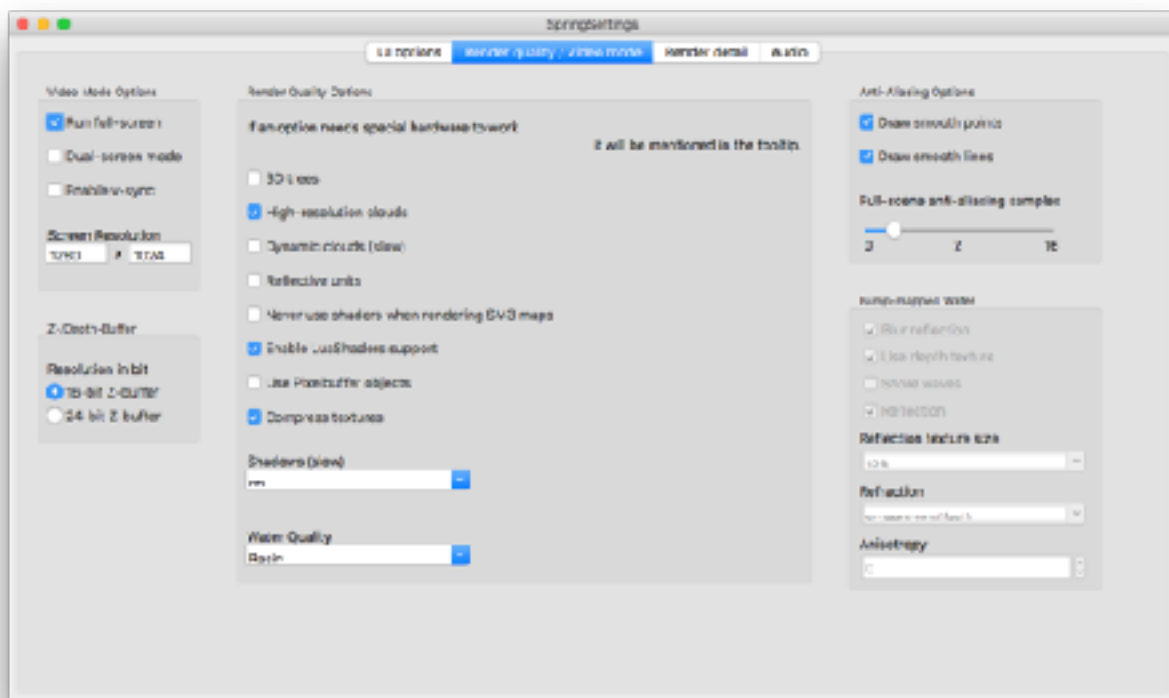 SpringSettings
UI options
Render quality / Video mode
Render detail
Audio
Video Mode Options
Run full-screen
Dual-screen mode
Enable v-sync
Screen Resolution
1280 x 1024
Z-/Depth-Buffer
Resolution in bit
16-bit Z-buffer
24-bit Z-buffer
Render Quality Options
If an option needs special hardware to work
it will be mentioned in the tooltip.
3D trees
High-resolution clouds
Dynamic clouds (slow)
Reflective units
Never use shaders when rendering SM3 maps
Enable LuaShaders support
Use Pixelbuffer objects
Compress textures
Shadows (slow)
Water Quality
Basic
Anti-Aliasing Options
Draw smooth points
Draw smooth lines
Full-scene anti-aliasing samples
Bump-mapped Water
Blur reflection
Use depth texture
Shore waves
Reflection
Reflection texture size
Refraction
Anisotropy